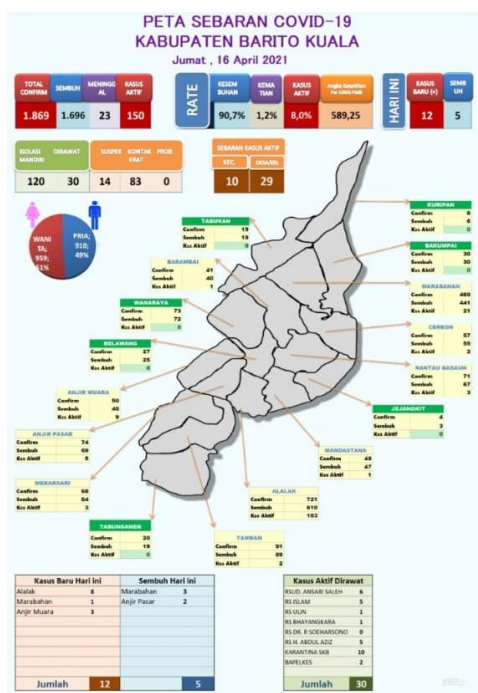 PETA SEBARAN COVID-19
KABUPATEN BARITO KUALA
Jumat , 16 April 2021
TOTAL CONFIRM
SEMBUH
MENINGG AL
KASUS AKTIF
1.869
1.696
23
150
RATE
KESEM BUHAN
KEMA TIAN
KASUS AKTIF
90,7%
1,2%
8,0%
589,25
HARI INI
KASUS BARU (+)
SEMB UH
12
5
ISOLASI MANDIRI
DIRAWAT
120
30
SUSPEK
KONTAK ERAT
PROB
14
83
0
SEBARAN KASUS AKTIF
KEC.
DESA/KEL
10
29
WANI
TA;
959;
51%
PRIA;
910;
49%
KURIPAN
Confirm 6
Sembuh 6
Kss Aktif 0
TABUKAN
Confirm 19
Sembuh 19
Kss Aktif 0
BAKUMPAI
Confirm 30
Sembuh 30
Kss Aktif 0
BARAMBAI
Confirm 41
Sembuh 40
Kss Aktif 1
MARABAHAN
Confirm
Sembuh 441
Kss Aktif 21
WANARAYA
Confirm 73
Sembuh 72
Kss Aktif 0
CERBON
Confirm 57
Sembuh 55
Kss Aktif 2
BELAWANG
Confirm 27
Sembuh 25
Kss Aktif 0
RANTAU BADAUH
Confirm 71
Sembuh 67
Kss Aktif 3
ANJIR MUARA
Confirm 50
Sembuh
Kss Aktif 9
JEJANGKIT
Confirm 4
Sembuh 3
Kss Aktif 0
ANJIR PASAR
Confirm 74
Sembuh 69
Kss Aktif 5
MANDASTANA
Confirm 48
Sembuh 47
Kss Aktif 1
MEKARSARI
Confirm 68
Sembuh 64
Kss Aktif 3
ALALAK
Confirm 721
Sembuh 610
Kss Aktif 103
TABUNGANEN
Confirm 20
Sembuh 19
Kss Aktif 0
TAMBAN
Confirm 91
Sembuh 89
Kss Aktif 2
Kasus Baru Hari ini
Alalak 8
Marabahan 1
Anjir Muara 3
Jumlah 12
Sembuh Hari ini
Marabahan 3
Anjir Pasar 2
5
Kasus Aktif Dirawat
RSUD. ANSARI SALEH 6
RS ISLAM 5
RS ULIN 1
RS BHAYANGKARA 1
RS DR. R SOEHARSONO 0
RS H. ABDUL AZIZ 5
KARANTINA SKB 10
BAPELKES 2
Jumlah 30